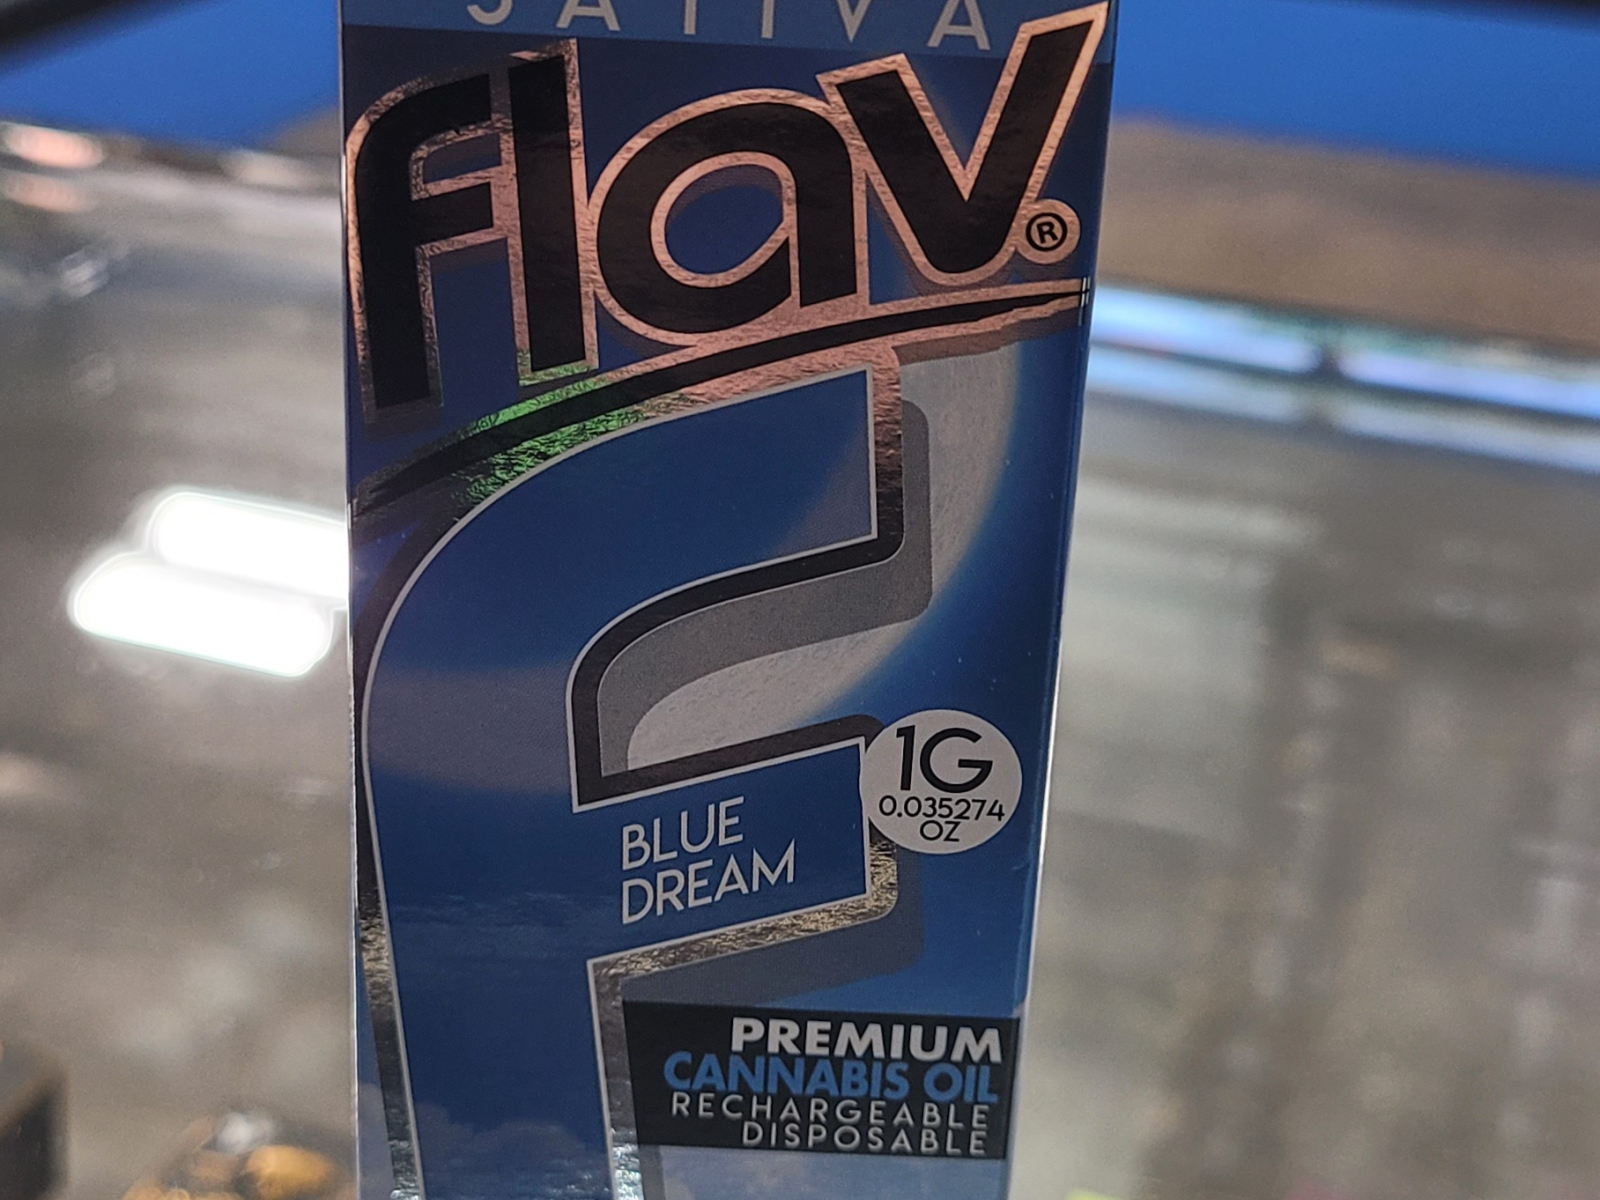 SATIVA
flav®
1G
0.035274
OZ
BLUE
DREAM
PREMIUM
CANNABIS OIL
RECHARGEABLE
DISPOSABLE